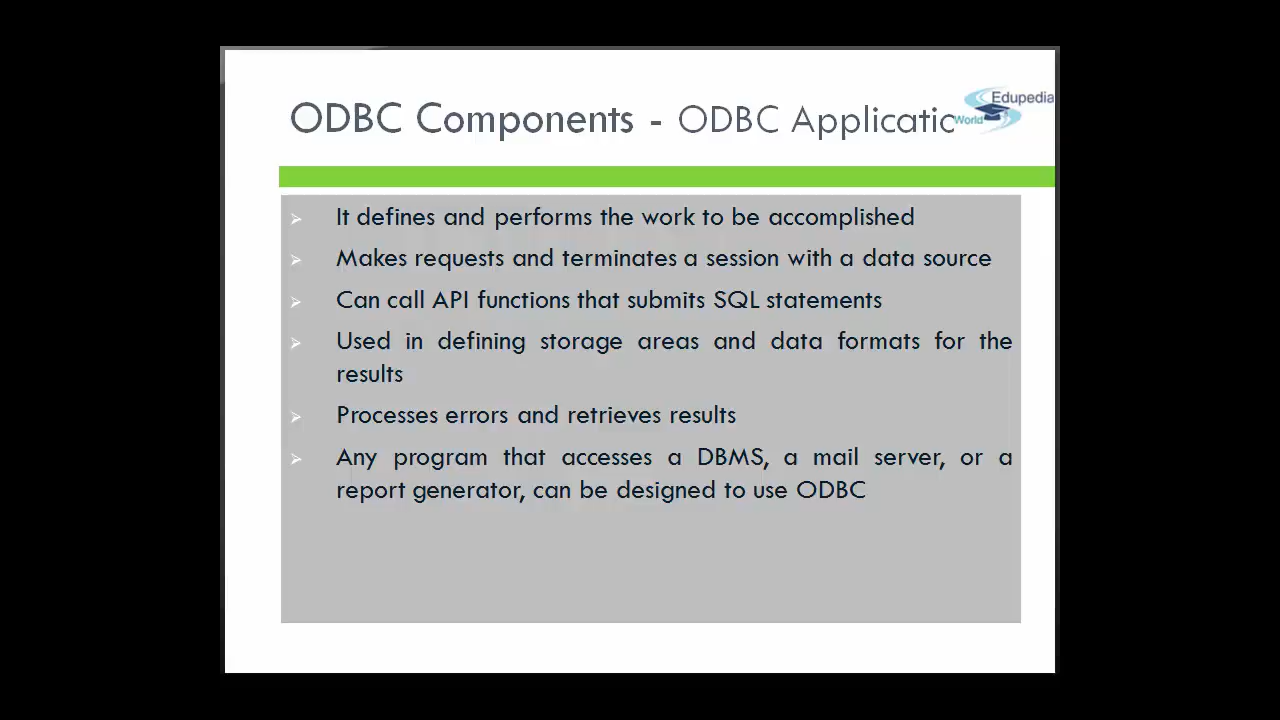 ODBC Components - ODBC Applicatic
Edupedia
World
It defines and performs the work to be accomplished
Makes requests and terminates a session with a data source
Can call API functions that submits SQL statements
Used in defining storage areas and data formats for the
results
Processes errors and retrieves results
Any program that accesses a DBMS, a mail server, or a
report generator, can be designed to use ODBC